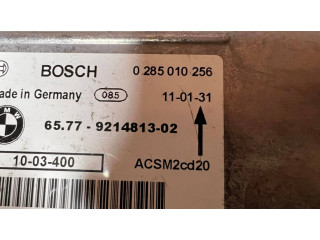 BOSCH 0 285 010 256
ade in Germany 085 11-01-31
BMW 65.77 - 9214813-02
10-03-400 ACSM2cd20